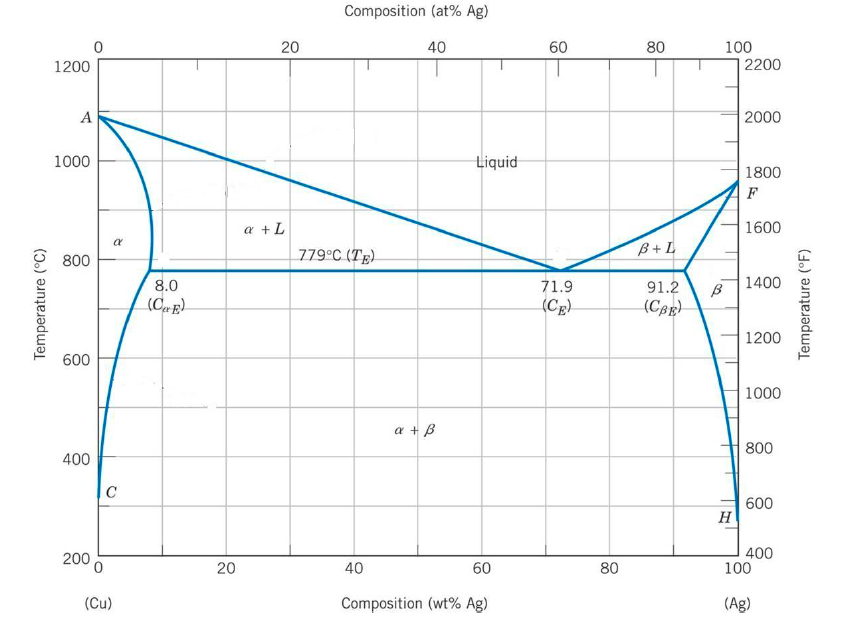 Composition (at% Ag)
0 20 40 60 80 100
1200 2200
A 2000
1000 Liquid 1800
F
α + L 1600
α β + L
800 779°C (T_E)
8.0 71.9 91.2 β 1400
(C_αE) (C_E) (C_βE)
1200
600
1000
α + β
800
400
C 600
H
200 400
0 20 40 60 80 100
(Cu) Composition (wt% Ag) (Ag)
Temperature (°C)
Temperature (°F)